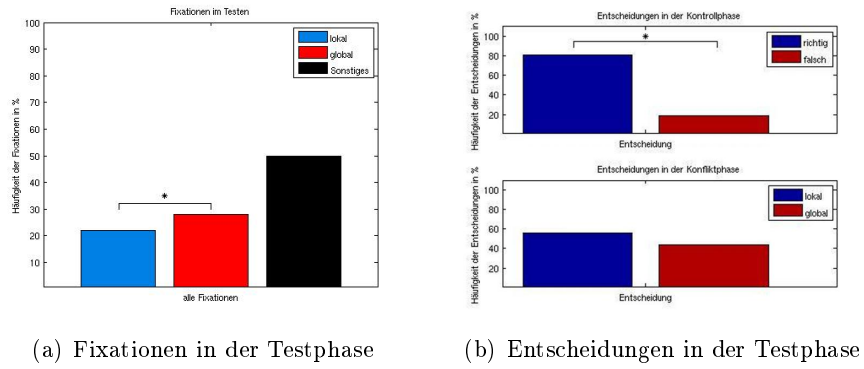 Fixationen im Testen
Häufigkeit der Fixationen in %
100
90
80
70
60
50
40
30
20
10
lokal
global
Sonstiges
*
alle Fixationen
(a) Fixationen in der Testphase
Entscheidungen in der Kontrollphase
Häufigkeit der Entscheidungen in %
100
80
60
40
20
richtig
falsch
*
Entscheidung
Entscheidungen in der Konfliktphase
Häufigkeit der Entscheidungen in %
100
80
60
40
20
lokal
global
Entscheidung
(b) Entscheidungen in der Testphase